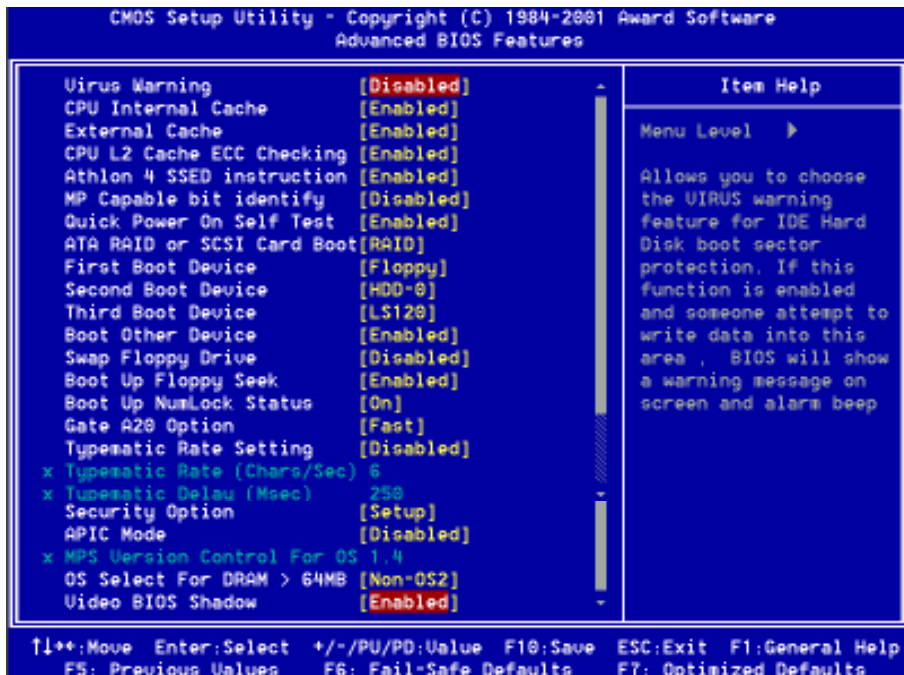 CMOS Setup Utility - Copyright (C) 1984-2001 Award Software
Advanced BIOS Features
Virus Warning [Disabled]
CPU Internal Cache [Enabled]
External Cache [Enabled]
CPU L2 Cache ECC Checking [Enabled]
Athlon 4 SSED instruction [Enabled]
MP Capable bit identify [Disabled]
Quick Power On Self Test [Enabled]
ATA RAID or SCSI Card Boot[RAID]
First Boot Device [Floppy]
Second Boot Device [HDD-0]
Third Boot Device [LS120]
Boot Other Device [Enabled]
Swap Floppy Drive [Disabled]
Boot Up Floppy Seek [Enabled]
Boot Up NumLock Status [On]
Gate A20 Option [Fast]
Typematic Rate Setting [Disabled]
x Typematic Rate (Chars/Sec) 6
x Typematic Delay (Msec) 250
Security Option [Setup]
APIC Mode [Disabled]
x MPS Version Control For OS 1.4
OS Select For DRAM > 64MB [Non-OS2]
Video BIOS Shadow [Enabled]
Item Help
Menu Level ▶
Allows you to choose
the VIRUS warning
feature for IDE Hard
Disk boot sector
protection. If this
function is enabled
and someone attempt to
write data into this
area , BIOS will show
a warning message on
screen and alarm beep
↑↓→←:Move Enter:Select +/-/PU/PD:Value F10:Save ESC:Exit F1:General Help
F5: Previous Values F6: Fail-Safe Defaults F7: Optimized Defaults